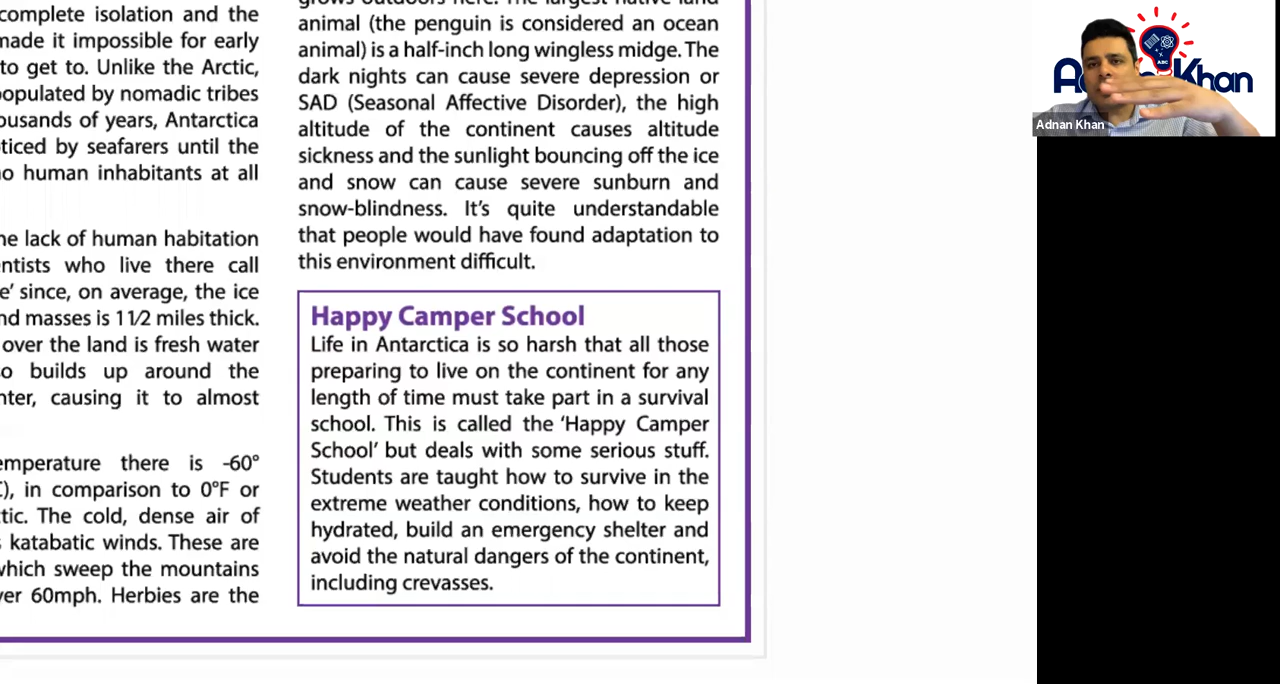 complete isolation and the
made it impossible for early
to get to. Unlike the Arctic,
populated by nomadic tribes
ousands of years, Antarctica
ticed by seafarers until the
no human inhabitants at all
he lack of human habitation
entists who live there call
e' since, on average, the ice
nd masses is 1 1/2 miles thick.
over the land is fresh water
so builds up around the
nter, causing it to almost
emperature there is -60°
C), in comparison to 0°F or
tic. The cold, dense air of
s katabatic winds. These are
which sweep the mountains
ver 60mph. Herbies are the
grows outdoors here. The largest native land
animal (the penguin is considered an ocean
animal) is a half-inch long wingless midge. The
dark nights can cause severe depression or
SAD (Seasonal Affective Disorder), the high
altitude of the continent causes altitude
sickness and the sunlight bouncing off the ice
and snow can cause severe sunburn and
snow-blindness. It's quite understandable
that people would have found adaptation to
this environment difficult.
Happy Camper School
Life in Antarctica is so harsh that all those
preparing to live on the continent for any
length of time must take part in a survival
school. This is called the 'Happy Camper
School' but deals with some serious stuff.
Students are taught how to survive in the
extreme weather conditions, how to keep
hydrated, build an emergency shelter and
avoid the natural dangers of the continent,
including crevasses.
ABC
Khan
Adnan Khan